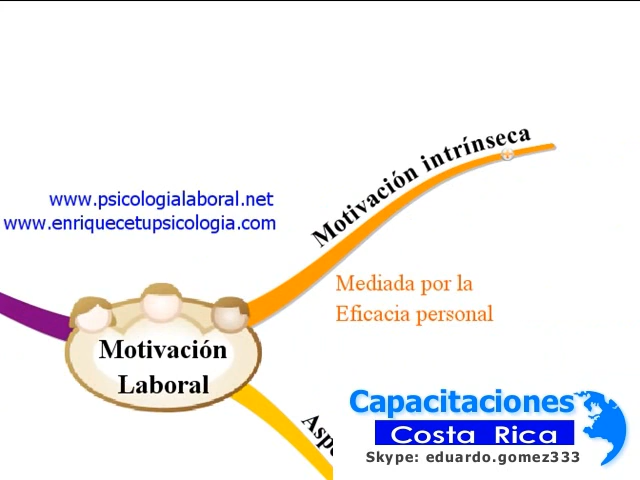 Motivación intrínseca
www.psicologialaboral.net
www.enriquecetupsicologia.com
Mediada por la
Eficacia personal
Motivación
Laboral
Capacitaciones
Costa Rica
Skype: eduardo.gomez333